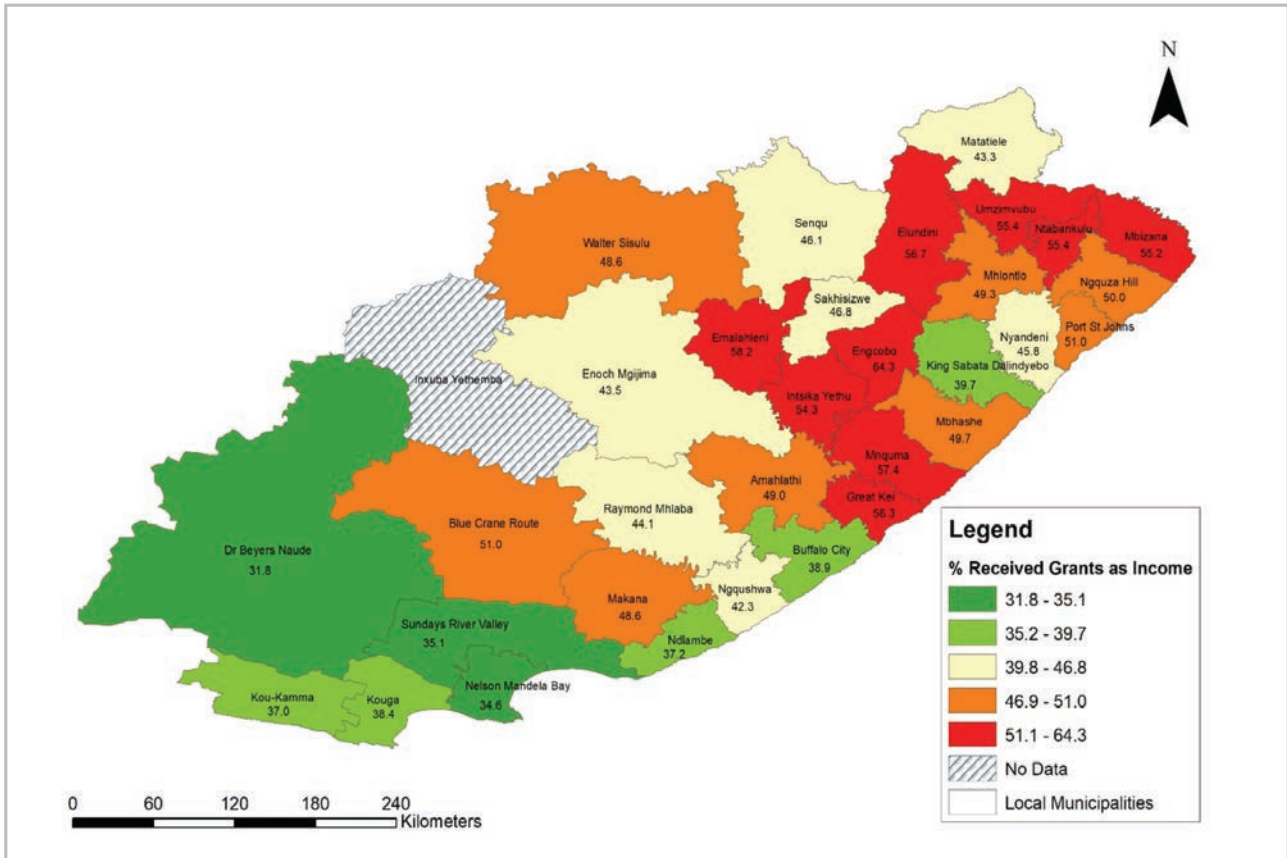 N
Matatiele
43.3
Senqu
46.1
Elundini
56.7
Umzimvubu
55.4
Ntabankulu
55.4
Mbizana
55.2
Walter Sisulu
48.6
Mhlontlo
49.3
Ngquza Hill
50.0
Sakhisizwe
46.8
Port St Johns
51.0
Nyandeni
45.8
Emalahleni
58.2
Engcobo
64.3
King Sabata Dalindyebo
39.7
Inxuba Yethemba
Enoch Mgijima
43.5
Intsika Yethu
54.3
Mbhashe
49.7
Mnquma
57.4
Amahlathi
49.0
Great Kei
56.3
Raymond Mhlaba
44.1
Blue Crane Route
51.0
Dr Beyers Naude
31.8
Buffalo City
38.9
Ngqushwa
42.3
Makana
48.6
Sundays River Valley
35.1
Ndlambe
37.2
Nelson Mandela Bay
34.6
Kou-Kamma
37.0
Kouga
38.4
Legend
% Received Grants as Income
31.8 - 35.1
35.2 - 39.7
39.8 - 46.8
46.9 - 51.0
51.1 - 64.3
No Data
Local Municipalities
0 60 120 180 240
Kilometers